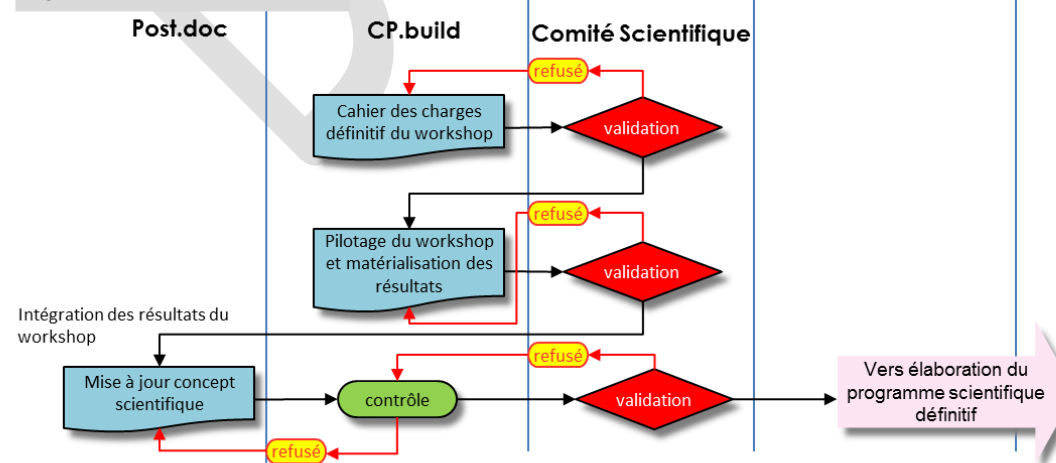 Post.doc
CP.build
Comité Scientifique
refusé
Cahier des charges
définitif du workshop
validation
refusé
Pilotage du workshop
et matérialisation des
résultats
validation
Intégration des résultats du
workshop
refusé
Mise à jour concept
scientifique
contrôle
validation
Vers élaboration du
programme scientifique
définitif
refusé